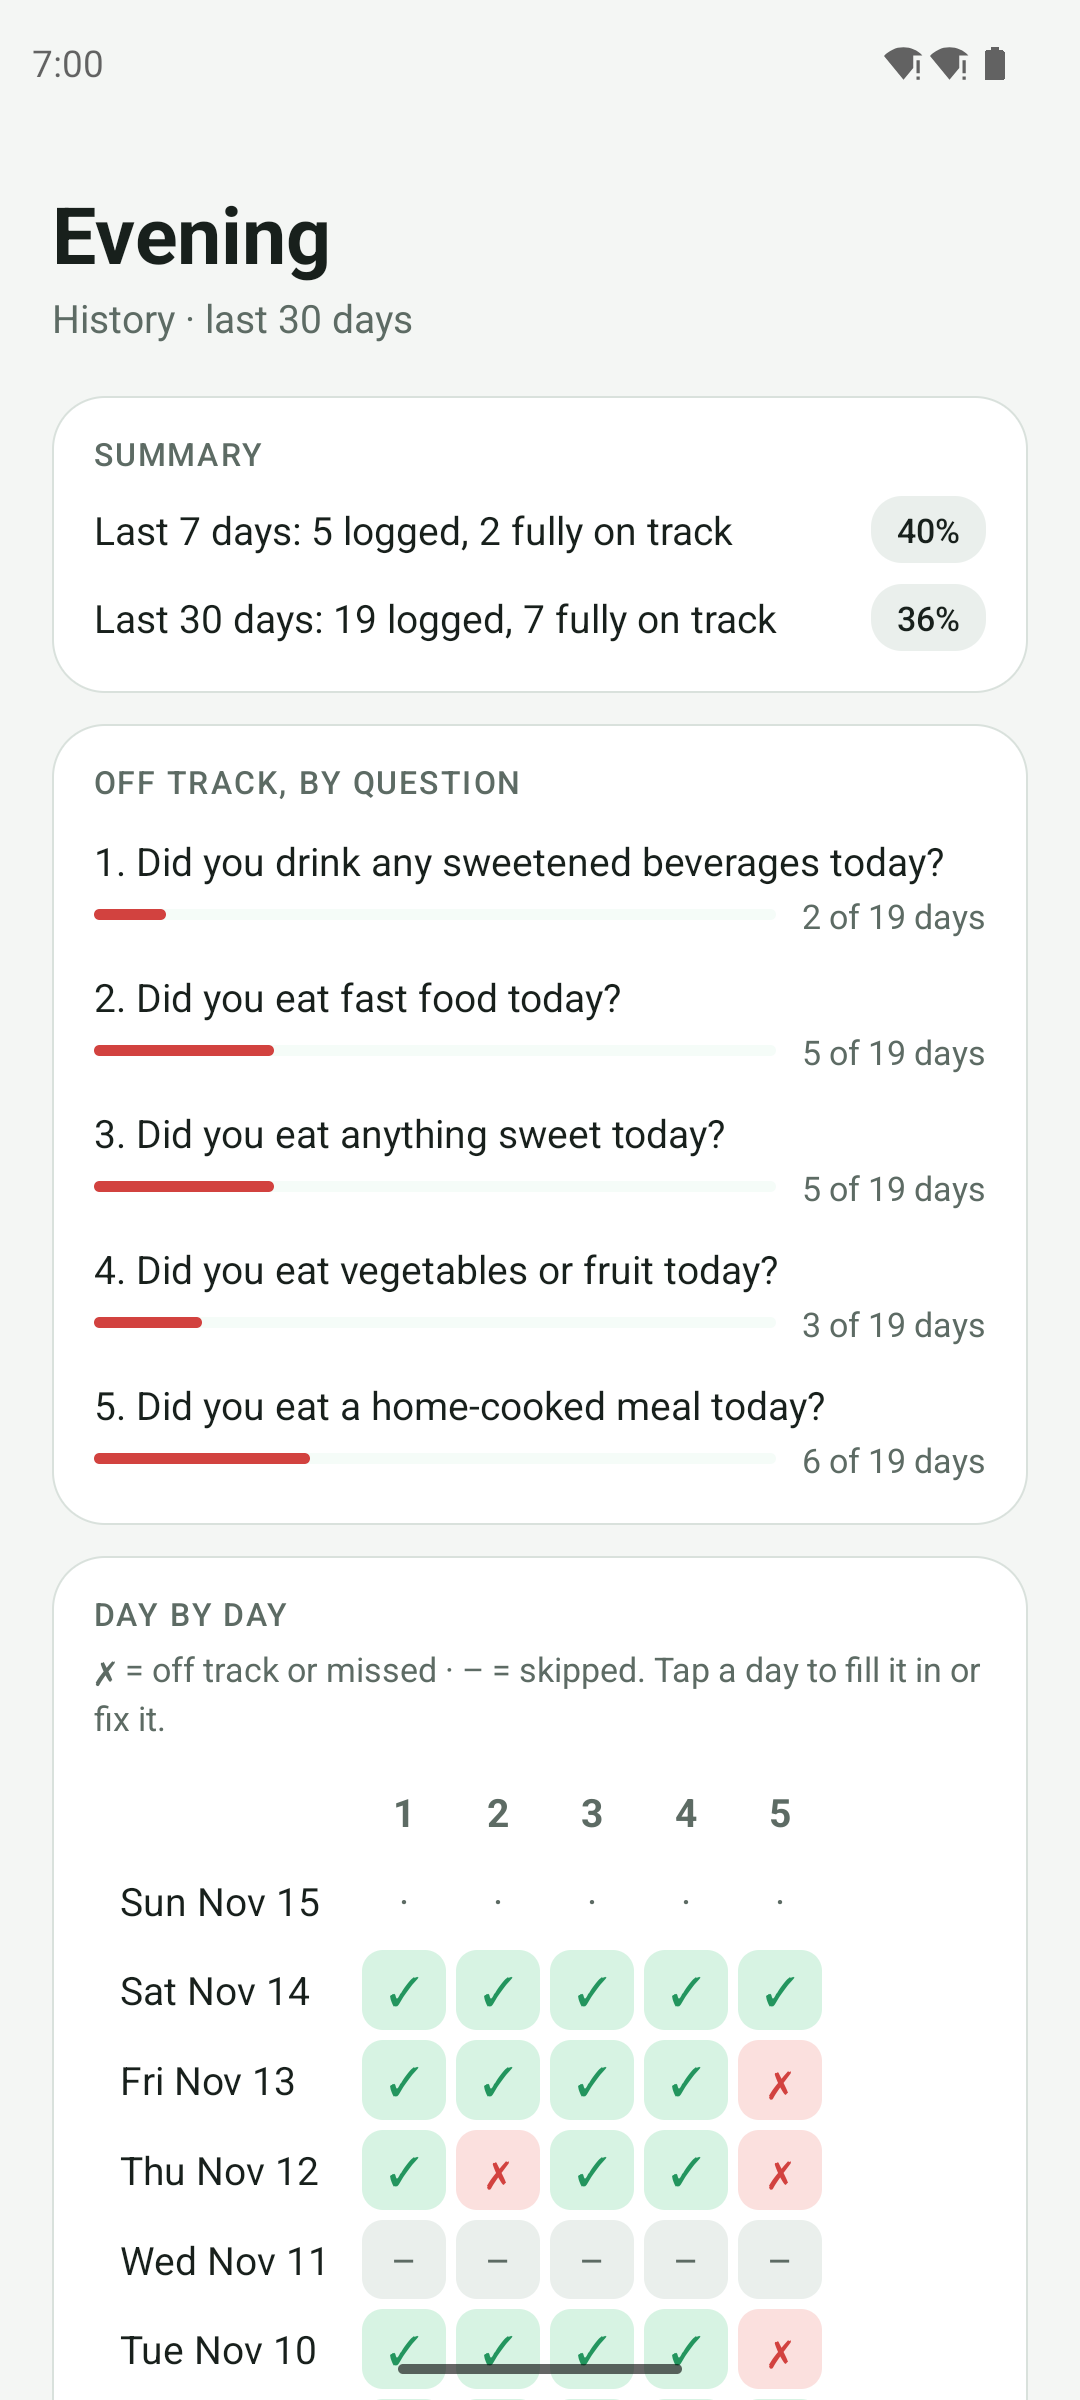 7:00
Evening
History · last 30 days
SUMMARY
Last 7 days: 5 logged, 2 fully on track 40%
Last 30 days: 19 logged, 7 fully on track 36%
OFF TRACK, BY QUESTION
1. Did you drink any sweetened beverages today?
2 of 19 days
2. Did you eat fast food today?
5 of 19 days
3. Did you eat anything sweet today?
5 of 19 days
4. Did you eat vegetables or fruit today?
3 of 19 days
5. Did you eat a home-cooked meal today?
6 of 19 days
DAY BY DAY
✗ = off track or missed · – = skipped. Tap a day to fill it in or
fix it.
1 2 3 4 5
Sun Nov 15 · · · · ·
Sat Nov 14 ✓ ✓ ✓ ✓ ✓
Fri Nov 13 ✓ ✓ ✓ ✓ ✗
Thu Nov 12 ✓ ✗ ✓ ✓ ✗
Wed Nov 11 – – – – –
Tue Nov 10 ✓ ✓ ✓ ✓ ✗